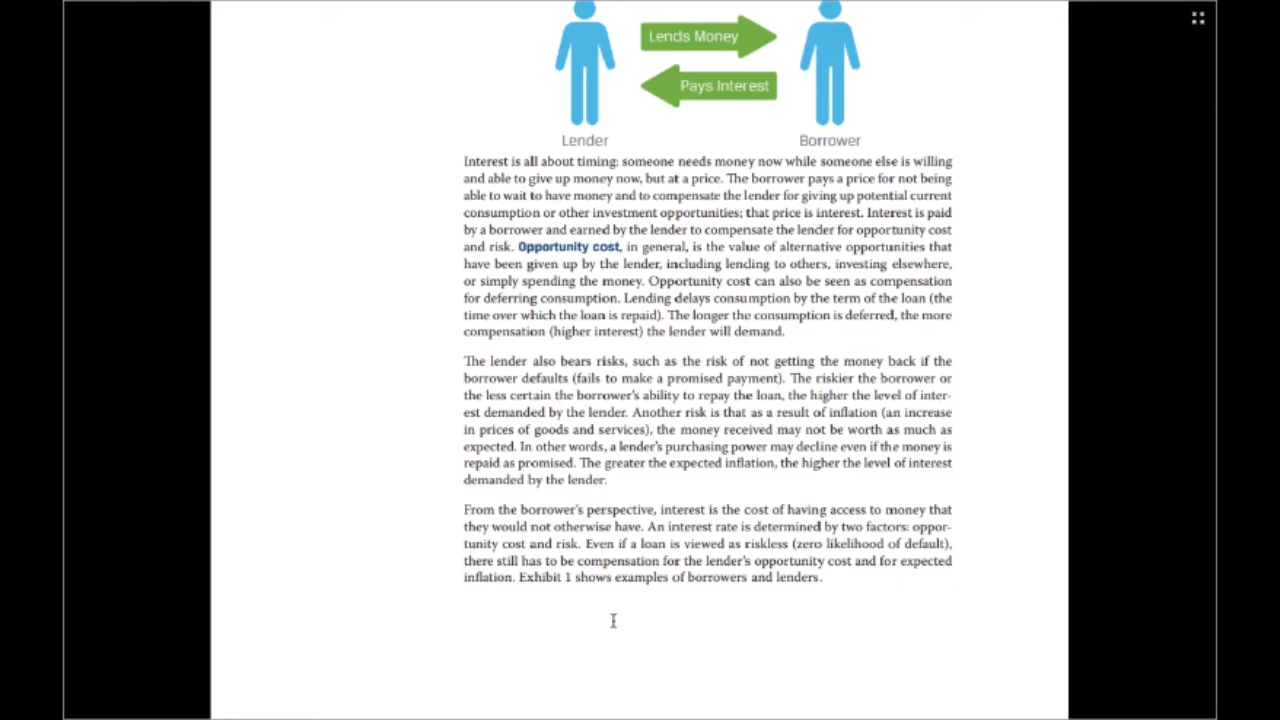 Lends Money
Pays Interest
Lender
Borrower
Interest is all about timing: someone needs money now while someone else is willing
and able to give up money now, but at a price. The borrower pays a price for not being
able to wait to have money and to compensate the lender for giving up potential current
consumption or other investment opportunities; that price is interest. Interest is paid
by a borrower and earned by the lender to compensate the lender for opportunity cost
and risk. Opportunity cost, in general, is the value of alternative opportunities that
have been given up by the lender, including lending to others, investing elsewhere,
or simply spending the money. Opportunity cost can also be seen as compensation
for deferring consumption. Lending delays consumption by the term of the loan (the
time over which the loan is repaid). The longer the consumption is deferred, the more
compensation (higher interest) the lender will demand.
The lender also bears risks, such as the risk of not getting the money back if the
borrower defaults (fails to make a promised payment). The riskier the borrower or
the less certain the borrower's ability to repay the loan, the higher the level of inter-
est demanded by the lender. Another risk is that as a result of inflation (an increase
in prices of goods and services), the money received may not be worth as much as
expected. In other words, a lender's purchasing power may decline even if the money is
repaid as promised. The greater the expected inflation, the higher the level of interest
demanded by the lender.
From the borrower's perspective, interest is the cost of having access to money that
they would not otherwise have. An interest rate is determined by two factors: oppor-
tunity cost and risk. Even if a loan is viewed as riskless (zero likelihood of default),
there still has to be compensation for the lender's opportunity cost and for expected
inflation. Exhibit 1 shows examples of borrowers and lenders.